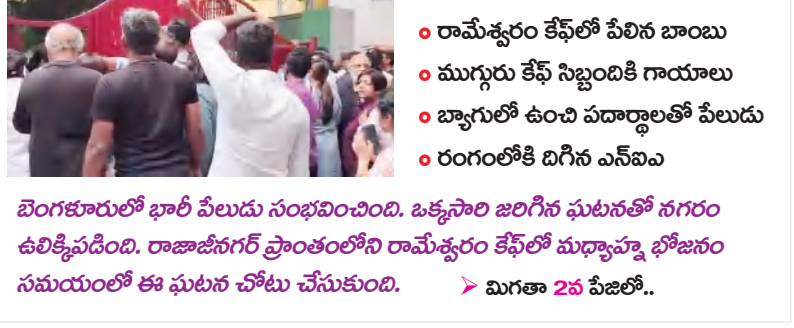 రామేశ్వరం కేఫ్‌లో పేలిన బాంబు
ముగ్గురు కేఫ్ సిబ్బందికి గాయాలు
బ్యాగులో ఉంచి పదార్థాలతో పేలుడు
రంగంలోకి దిగిన ఎన్ఐఎ
బెంగళూరులో భారీ పేలుడు సంభవించింది. ఒక్కసారి జరిగిన ఘటనతో నగరం
ఉలిక్కిపడింది. రాజాజీనగర్ ప్రాంతంలోని రామేశ్వరం కేఫ్‌లో మధ్యాహ్న భోజనం
సమయంలో ఈ ఘటన చోటు చేసుకుంది.
మిగతా 2వ పేజిలో..